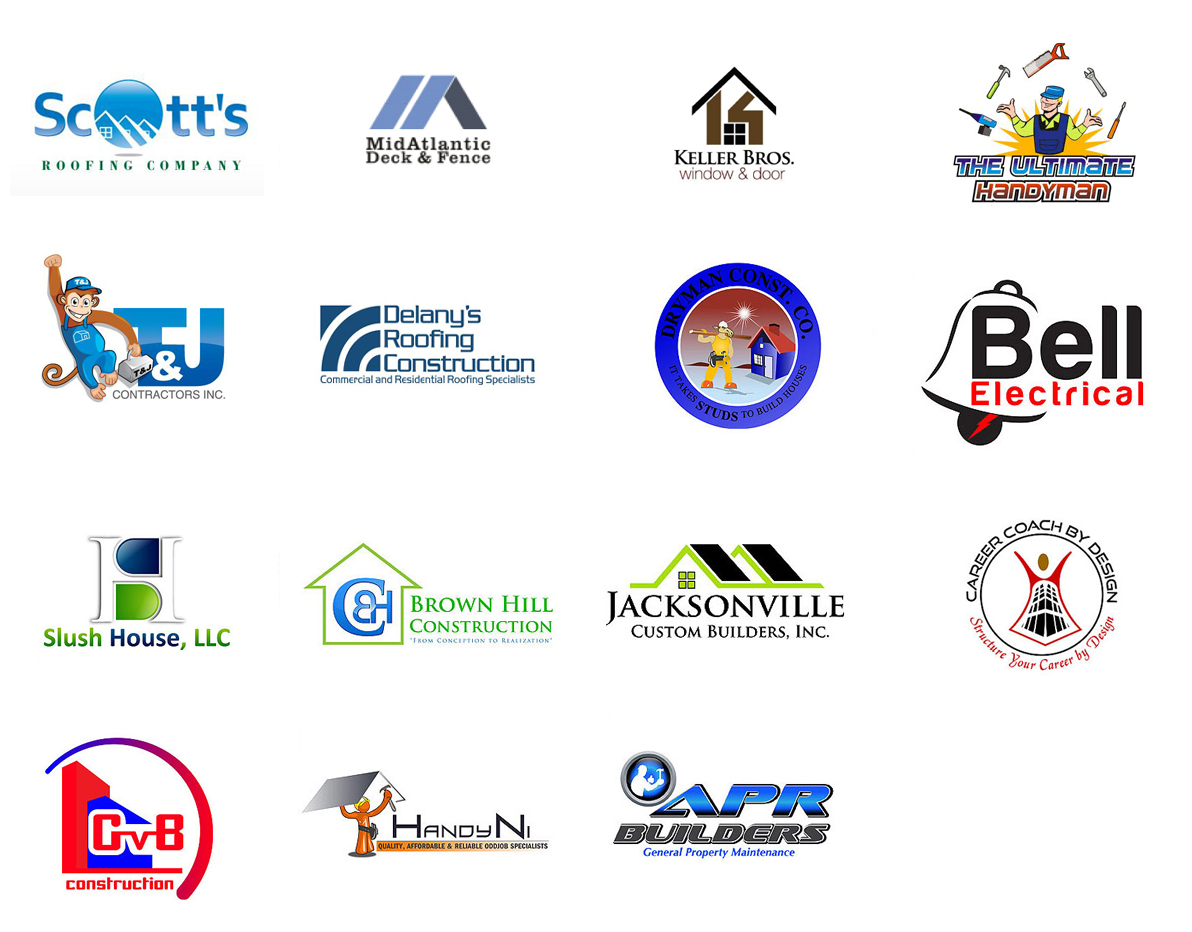 Scott's
ROOFING COMPANY
MidAtlantic
Deck & Fence
KELLER BROS.
window & door
THE ULTIMATE
HANDYMAN
T&J
T&J
T&J
CONTRACTORS INC.
Delany's
Roofing
Construction
Commercial and Residential Roofing Specialists
DRYMAN CONST. CO.
IT TAKES STUDS TO BUILD HOUSES
Bell
Electrical
H
Slush House, LLC
C&H
BROWN HILL
CONSTRUCTION
"FROM CONCEPTION TO REALIZATION"
JACKSONVILLE
CUSTOM BUILDERS, INC.
CAREER COACH BY DESIGN
Structure Your Career by Design
CvB
construction
HANDYNI
QUALITY, AFFORDABLE & RELIABLE ODDJOB SPECIALISTS
APR
BUILDERS
General Property Maintenance